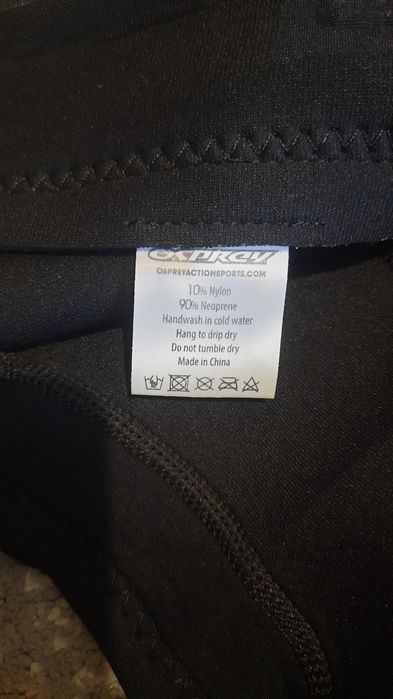 OSPREY
OSPREYACTIONSPORTS.COM
10% Nylon
90% Neoprene
Handwash in cold water
Hang to drip dry
Do not tumble dry
Made in China